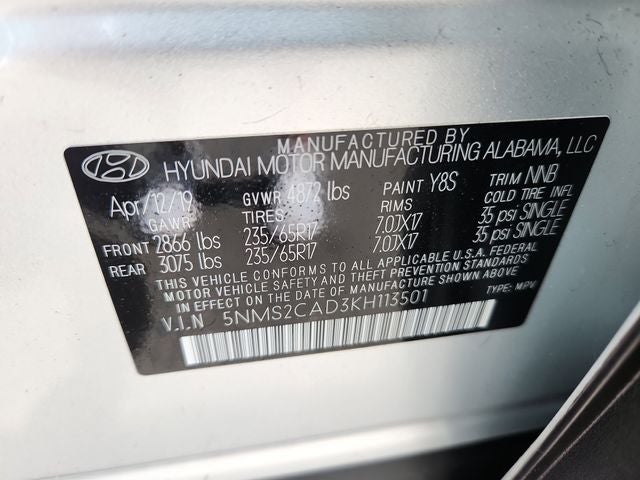 MANUFACTURED BY
HYUNDAI MOTOR MANUFACTURING ALABAMA, LLC
Apr/12/19 GVWR 4872 lbs PAINT Y8S TRIM NNB
GAWR TIRES RIMS COLD TIRE INFL
FRONT 2866 lbs 235/65R17 7.0JX17 35 psi SINGLE
REAR 3075 lbs 235/65R17 7.0JX17 35 psi SINGLE
THIS VEHICLE CONFORMS TO ALL APPLICABLE U.S.A. FEDERAL
MOTOR VEHICLE SAFETY AND THEFT PREVENTION STANDARDS
IN EFFECT ON THE DATE OF MANUFACTURE SHOWN ABOVE.
V.I.N 5NMS2CAD3KH113501 TYPE: MPV